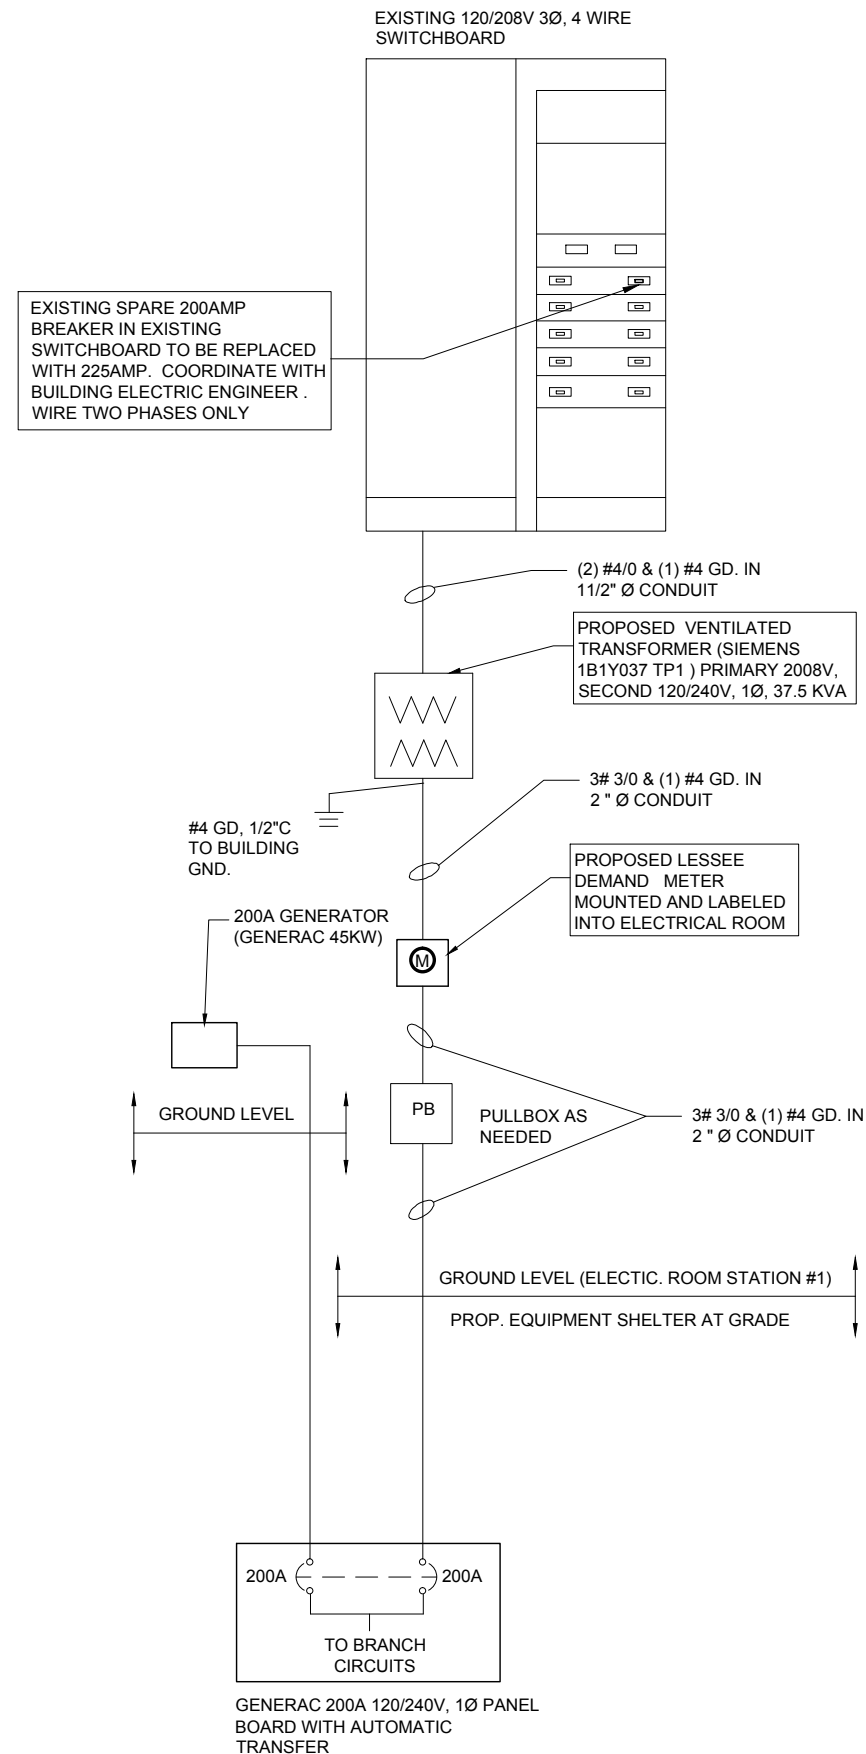 EXISTING 120/208V 3Ø, 4 WIRE
SWITCHBOARD
EXISTING SPARE 200AMP
BREAKER IN EXISTING
SWITCHBOARD TO BE REPLACED
WITH 225AMP. COORDINATE WITH
BUILDING ELECTRIC ENGINEER .
WIRE TWO PHASES ONLY
(2) #4/0 & (1) #4 GD. IN
11/2" Ø CONDUIT
PROPOSED VENTILATED
TRANSFORMER (SIEMENS
1B1Y037 TP1 ) PRIMARY 2008V,
SECOND 120/240V, 1Ø, 37.5 KVA
3# 3/0 & (1) #4 GD. IN
2 " Ø CONDUIT
#4 GD, 1/2"C
TO BUILDING
GND.
PROPOSED LESSEE
DEMAND METER
MOUNTED AND LABELED
INTO ELECTRICAL ROOM
200A GENERATOR
(GENERAC 45KW)
M
GROUND LEVEL
PB
PULLBOX AS
NEEDED
3# 3/0 & (1) #4 GD. IN
2 " Ø CONDUIT
GROUND LEVEL (ELECTIC. ROOM STATION #1)
PROP. EQUIPMENT SHELTER AT GRADE
200A
200A
TO BRANCH
CIRCUITS
GENERAC 200A 120/240V, 1Ø PANEL
BOARD WITH AUTOMATIC
TRANSFER